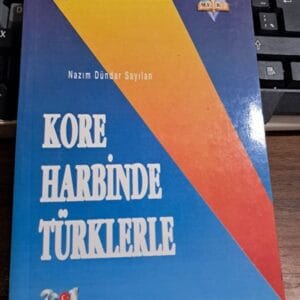 Nazım Dündar Sayılan
KORE
HARBİNDE
TÜRKLERLE